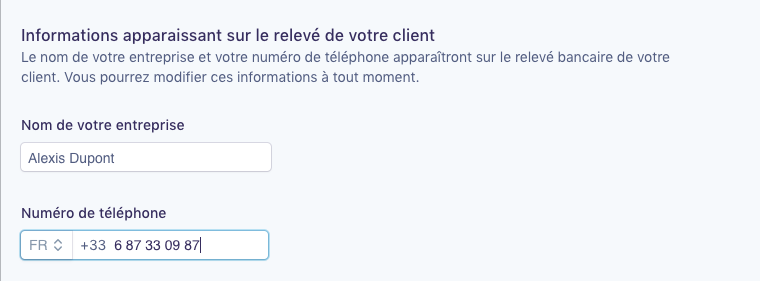 Informations apparaissant sur le relevé de votre client
Le nom de votre entreprise et votre numéro de téléphone apparaîtront sur le relevé bancaire de votre
client. Vous pourrez modifier ces informations à tout moment.
Nom de votre entreprise
Alexis Dupont
Numéro de téléphone
FR +33 6 87 33 09 87